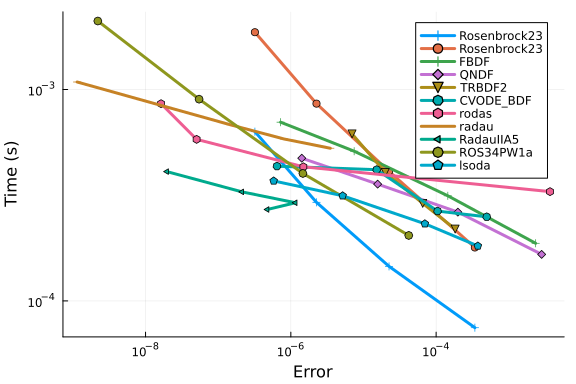 Time (s)
10⁻³
10⁻⁴
Rosenbrock23
Rosenbrock23
FBDF
QNDF
TRBDF2
CVODE_BDF
rodas
radau
RadauIIA5
ROS34PW1a
lsoda
10⁻⁸
10⁻⁶
10⁻⁴
Error